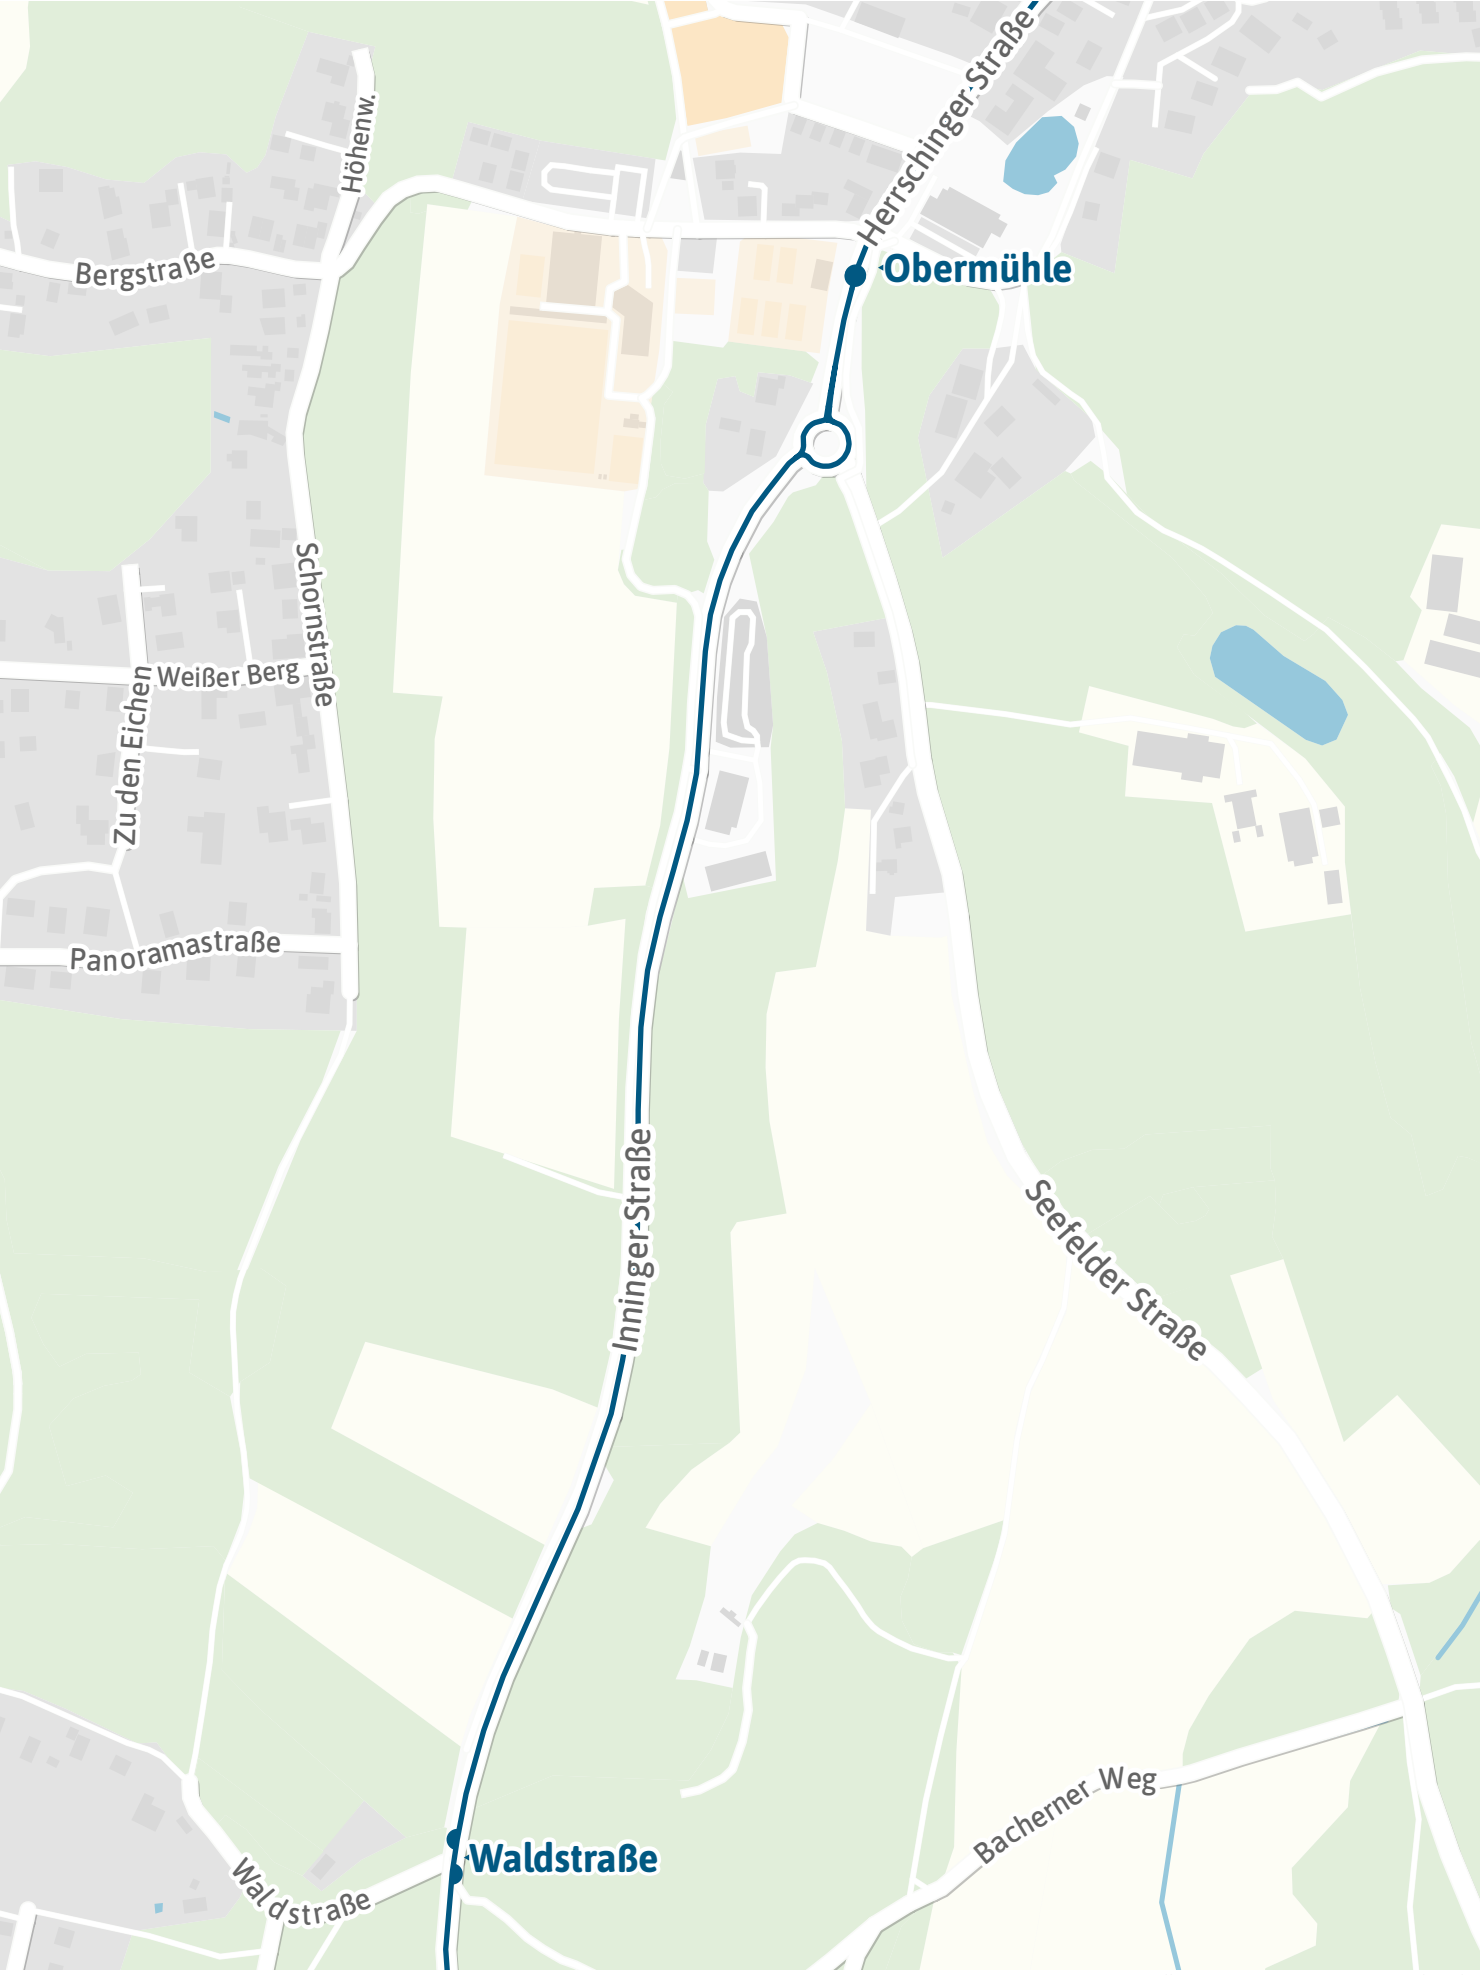 Herrschinger Straße
Höhenw.
Bergstraße
Obermühle
Schornstraße
Weißer Berg
Zu den Eichen
Panoramastraße
Inninger Straße
Seefelder Straße
Bacherner Weg
Waldstraße
Waldstraße